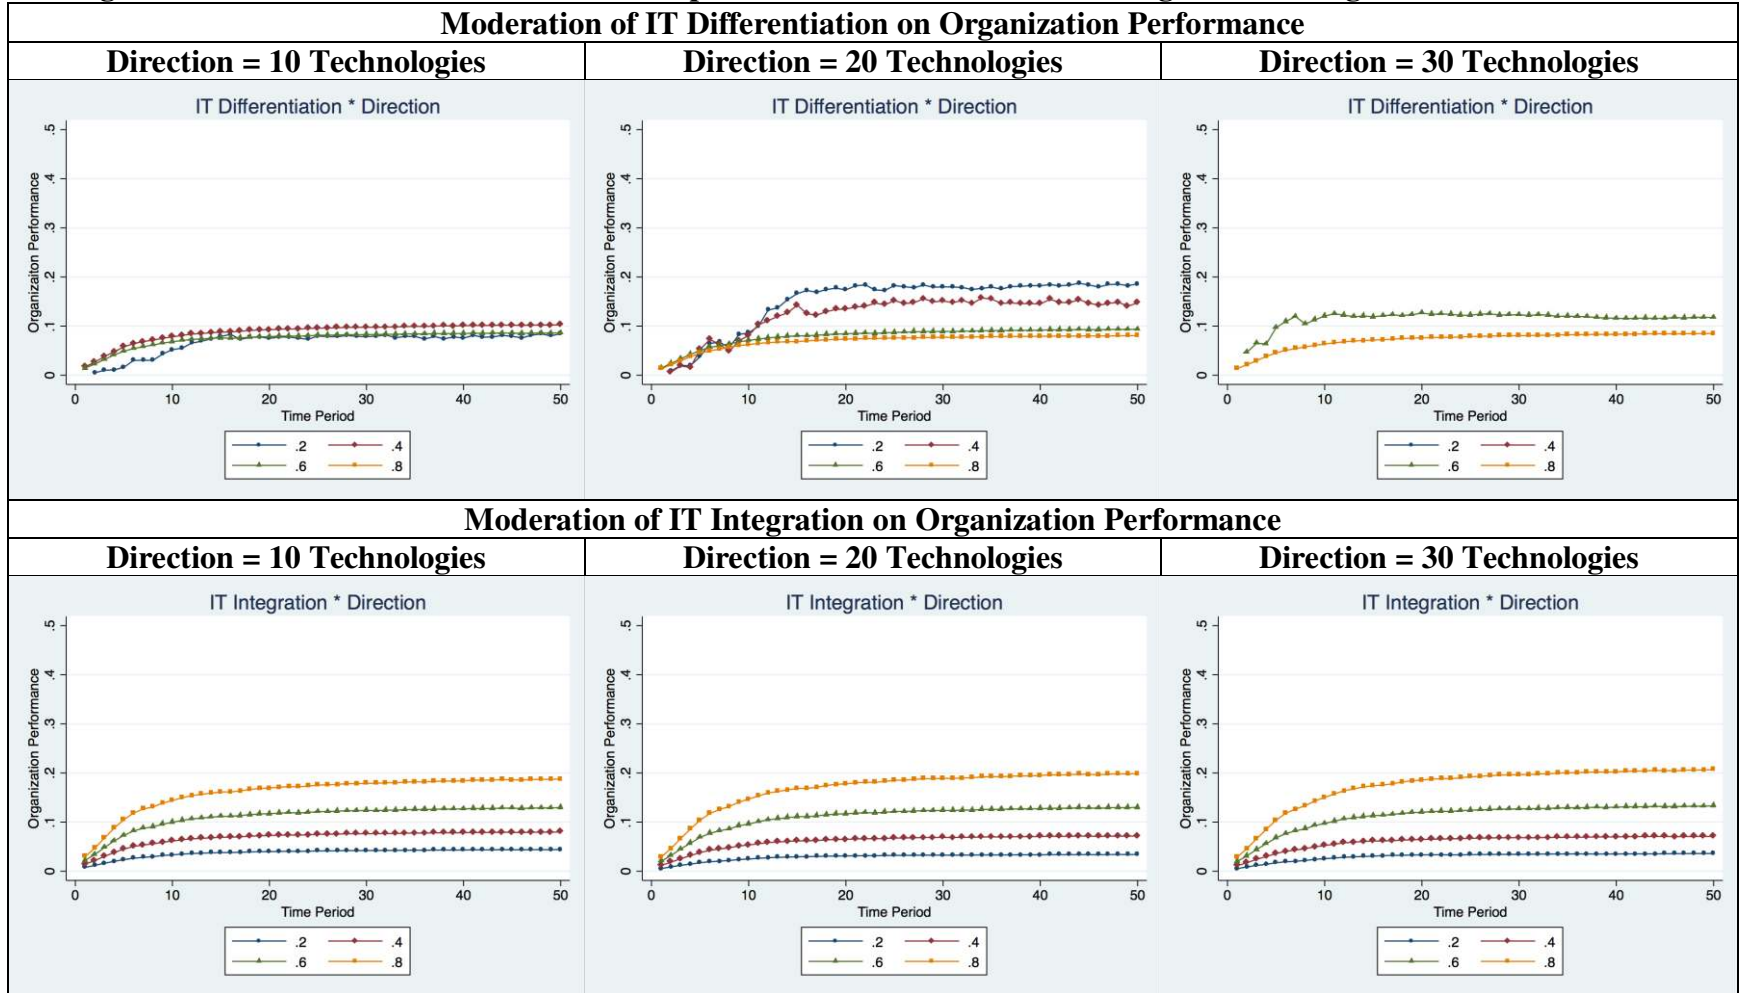 Moderation of IT Differentiation on Organization Performance
Direction = 10 Technologies Direction = 20 Technologies Direction = 30 Technologies
IT Differentiation * Direction
Organizaiton Performance
0 .1 .2 .3 .4 .5
0 10 20 30 40 50
Time Period
.2 .4
.6 .8
IT Differentiation * Direction
Organizaiton Performance
0 .1 .2 .3 .4 .5
0 10 20 30 40 50
Time Period
.2 .4
.6 .8
IT Differentiation * Direction
Organizaiton Performance
0 .1 .2 .3 .4 .5
0 10 20 30 40 50
Time Period
.2 .4
.6 .8
Moderation of IT Integration on Organization Performance
Direction = 10 Technologies Direction = 20 Technologies Direction = 30 Technologies
IT Integration * Direction
Organization Performance
0 .1 .2 .3 .4 .5
0 10 20 30 40 50
Time Period
.2 .4
.6 .8
IT Integration * Direction
Organization Performance
0 .1 .2 .3 .4 .5
0 10 20 30 40 50
Time Period
.2 .4
.6 .8
IT Integration * Direction
Organization Performance
0 .1 .2 .3 .4 .5
0 10 20 30 40 50
Time Period
.2 .4
.6 .8